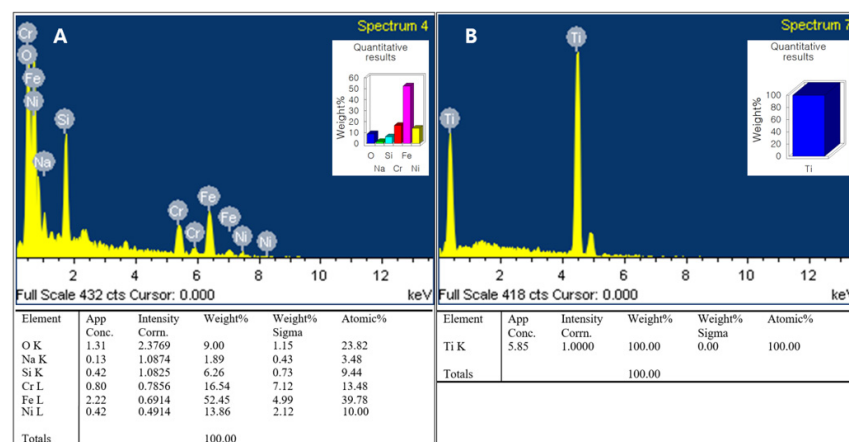 A
Spectrum 4
Cr
O
Fe
Ni
Na
Si
Cr
Cr
Fe
Fe
Ni
Ni
Quantitative
results
Weight%
60
50
40
30
20
10
0
O Si Fe
Na Cr Ni
2 4 6 8 10 12
Full Scale 432 cts Cursor: 0.000 keV
Element App Conc. Intensity Corrn. Weight% Weight% Sigma Atomic%
O K 1.31 2.3769 9.00 1.15 23.82
Na K 0.13 1.0874 1.89 0.43 3.48
Si K 0.42 1.0825 6.26 0.73 9.44
Cr L 0.80 0.7856 16.54 7.12 13.48
Fe L 2.22 0.6914 52.45 4.99 39.78
Ni L 0.42 0.4914 13.86 2.12 10.00
Totals 100.00
B
Spectrum 7
Ti
Ti
Quantitative
results
Weight%
100
80
60
40
20
0
Ti
2 4 6 8 10 12
Full Scale 418 cts Cursor: 0.000 keV
Element App Conc. Intensity Corrn. Weight% Weight% Sigma Atomic%
Ti K 5.85 1.0000 100.00 0.00 100.00
Totals 100.00